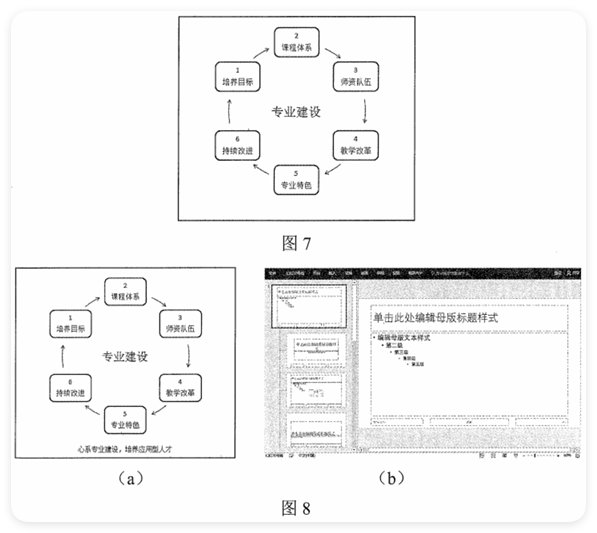 2
课程体系
1
培养目标
3
师资队伍
专业建设
6
持续改进
4
教学改革
5
专业特色
图 7
2
课程体系
1
培养目标
3
师资队伍
专业建设
6
持续改进
4
教学改革
5
专业特色
心系专业建设，培养应用型人才
单击此处编辑母版标题样式
• 编辑母版文本样式
• 第二级
• 第三级
• 第四级
• 第五级
（a）
（b）
图 8